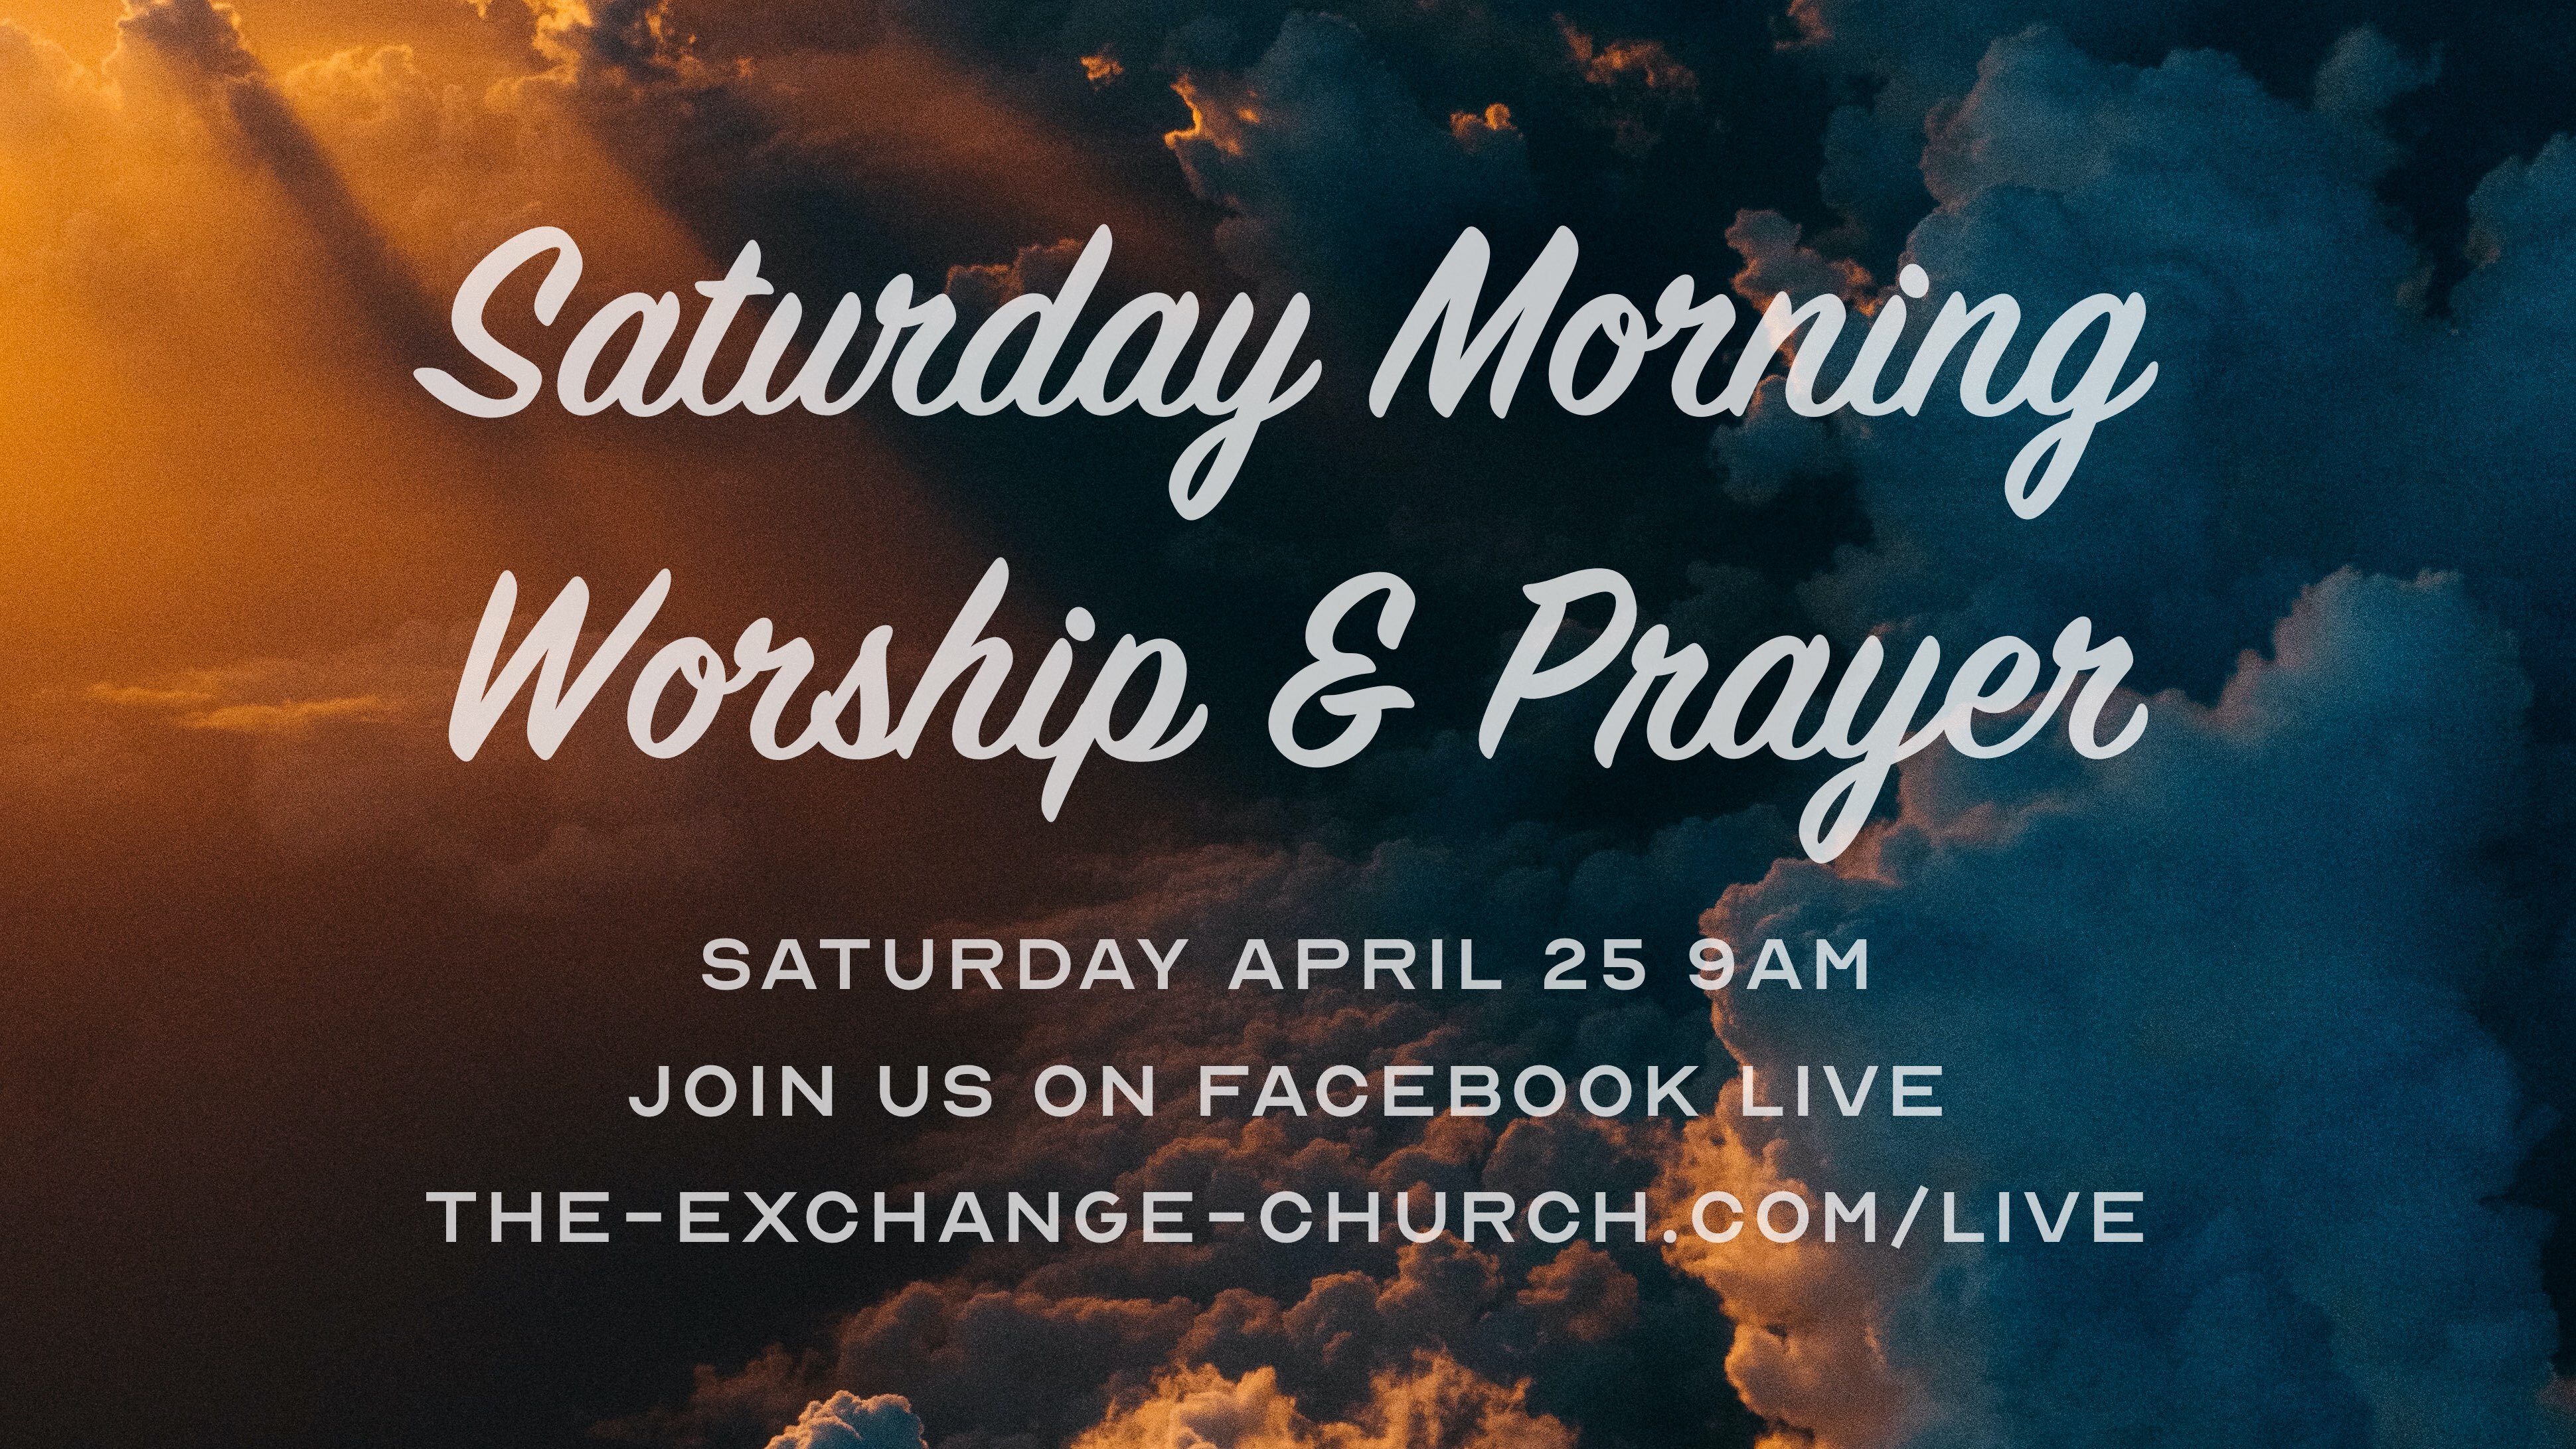 Saturday Morning
Worship & Prayer
SATURDAY APRIL 25 9AM
JOIN US ON FACEBOOK LIVE
THE-EXCHANGE-CHURCH.COM/LIVE